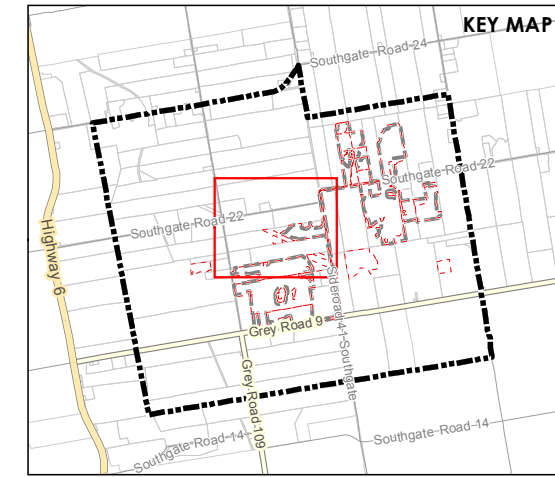 KEY MAP
Southgate-Road-24
Southgate-Road 22
Southgate-Road-22
Highway-6
Sideroad-41-Southgate
Grey Road 9
Grey-Road-109
Southgate-Road-14
Southgate-Road-14